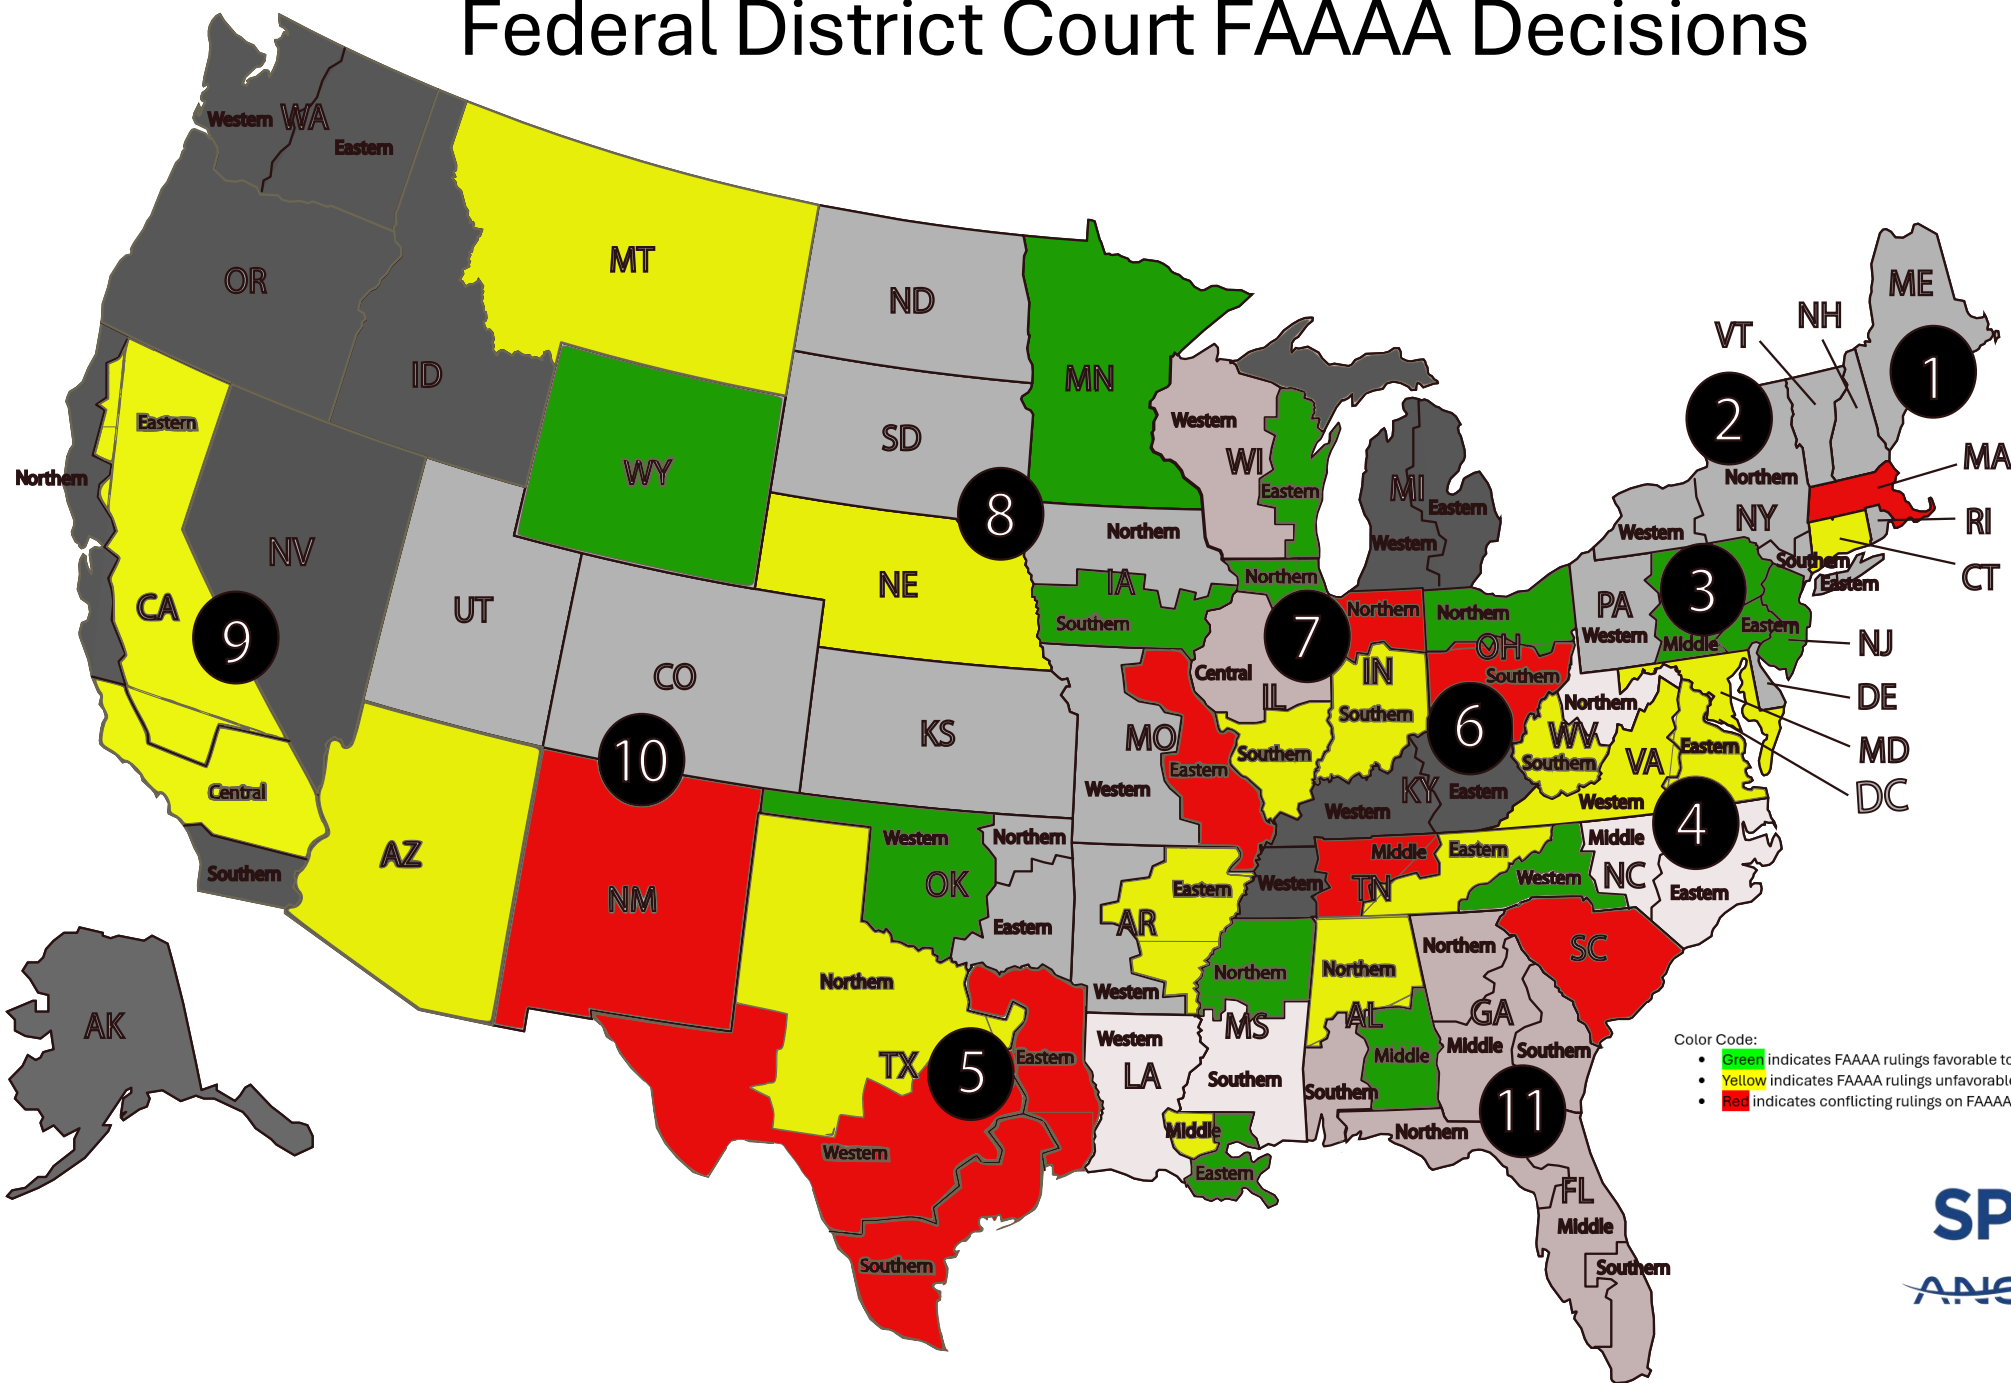 Federal District Court FAAAA Decisions
Western
WA
Eastern
OR
ID
MT
ND
MN
ME
NH
VT
1
2
WY
SD
Western
WI
Eastern
MI
Eastern
Western
Northern
NY
Western
Southern
Eastern
MA
RI
CT
Eastern
Northern
CA
NV
9
UT
CO
10
NE
8
Northern
IA
Southern
Northern
7
Central
IL
Southern
Northern
IN
Southern
Northern
OH
Southern
6
PA
Western
3
Middle
Eastern
NJ
DE
MD
DC
Northern
WV
Southern
VA
Eastern
Western
4
KS
MO
Eastern
Western
KY
Western
Eastern
Central
Southern
AZ
NM
Western
OK
Northern
Eastern
Eastern
AR
Western
Western
Middle
TN
Eastern
Middle
Western
NC
Eastern
SC
Northern
TX
Eastern
5
Western
Southern
Western
LA
Middle
Eastern
Northern
MS
Southern
Northern
AL
Middle
Southern
Northern
GA
Middle
Southern
11
Northern
FL
Middle
Southern
AK
Color Code:
• Green indicates FAAAA rulings favorable to
• Yellow indicates FAAAA rulings unfavorable
• Red indicates conflicting rulings on FAAAA
SP
ANG